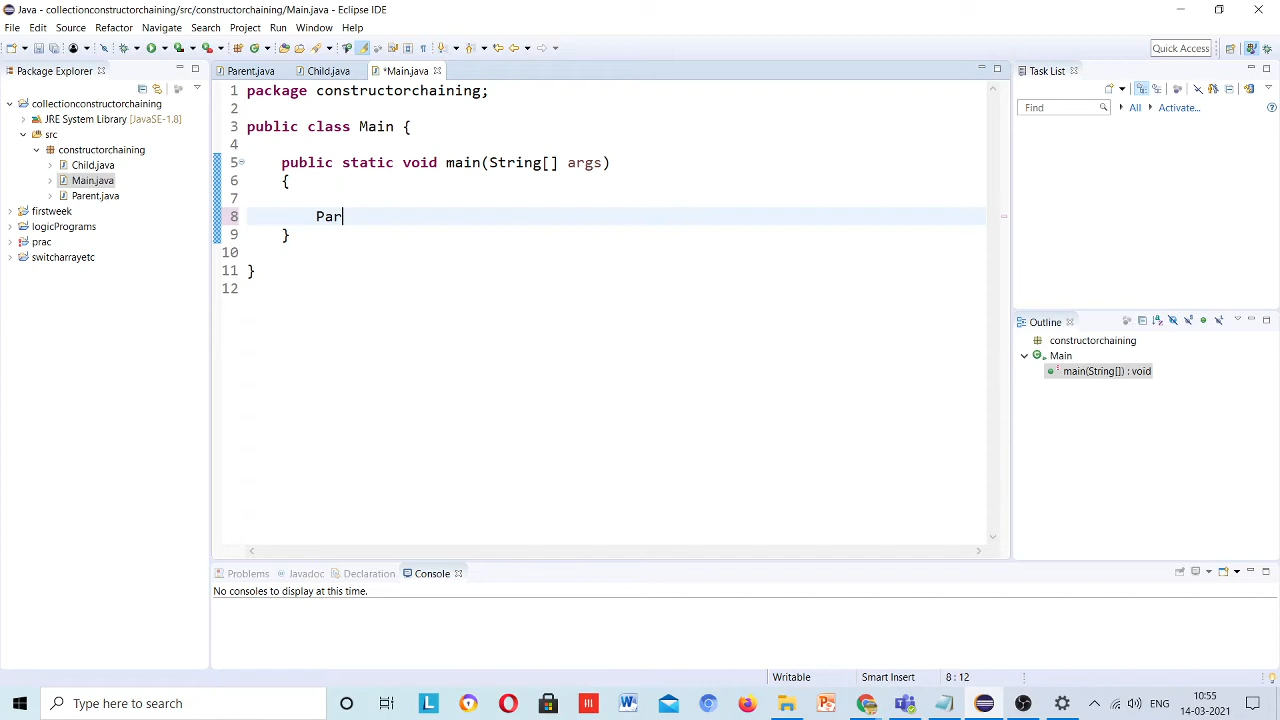 Java - collectionconstructorchaining/src/constructorchaining/Main.java - Eclipse IDE
File Edit Source Refactor Navigate Search Project Run Window Help
Quick Access
Package Explorer
collectionconstructorchaining
JRE System Library [JavaSE-1.8]
src
constructorchaining
Child.java
Main.java
Parent.java
firstweek
logicPrograms
prac
switcharrayetc
Parent.java Child.java *Main.java
1 package constructorchaining;
2
3 public class Main {
4
5 public static void main(String[] args)
6 {
7
8 Par
9 }
10
11 }
12
Task List
Find All Activate...
Outline
constructorchaining
Main
main(String[]) : void
Problems Javadoc Declaration Console
No consoles to display at this time.
Writable Smart Insert 8 : 12
Type here to search
ENG
10:55
14-03-2021